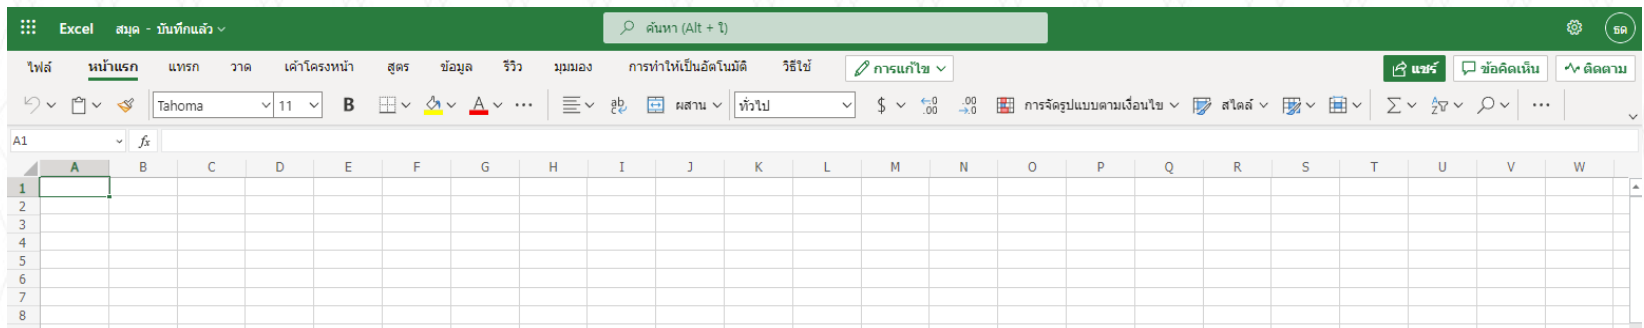 Excel สมุด - บันทึกแล้ว ค้นหา (Alt + ใ) ธด
ไฟล์ หน้าแรก แทรก วาด เค้าโครงหน้า สูตร ข้อมูล รีวิว มุมมอง การทำให้เป็นอัตโนมัติ วิธีใช้ การแก้ไข แชร์ ข้อคิดเห็น ติดตาม
Tahoma 11 B A ab ผสาน ทั่วไป $ .0 .00 .00 .0 การจัดรูปแบบตามเงื่อนไข สไตล์ Σ AZ ...
A1 fx
A B C D E F G H I J K L M N O P Q R S T U V W
1
2
3
4
5
6
7
8